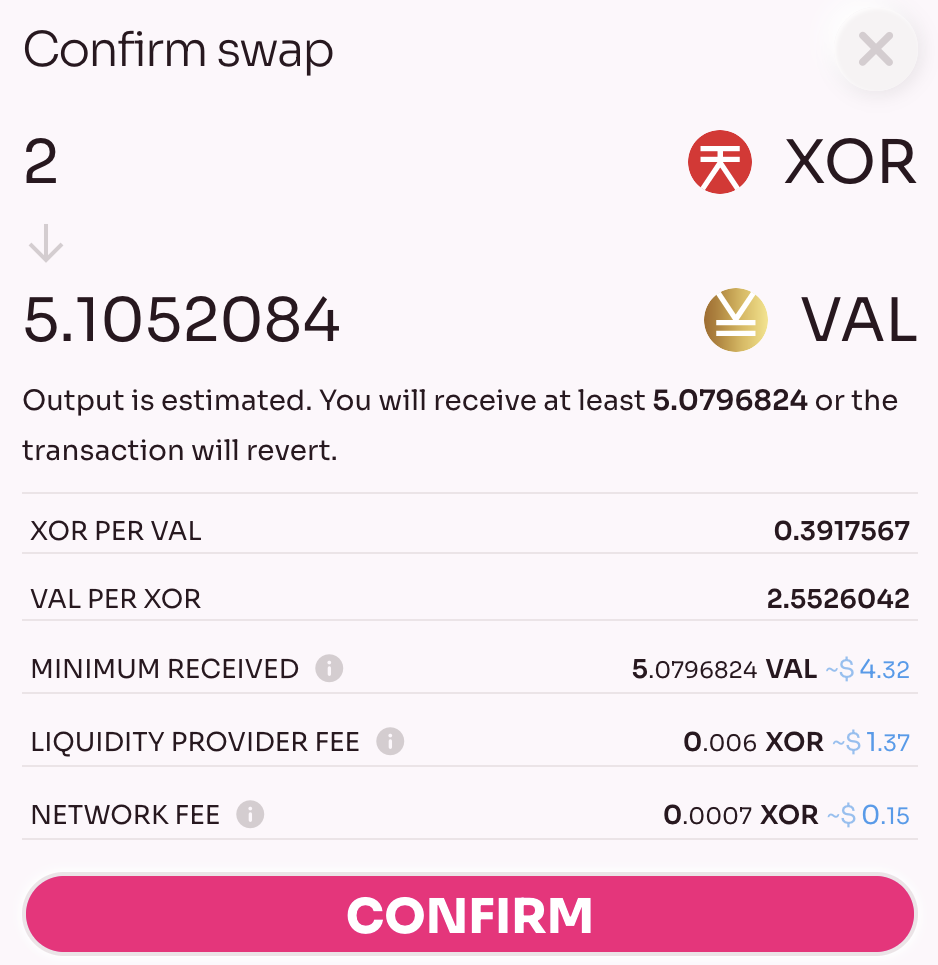 Confirm swap
2 XOR
5.1052084 VAL
Output is estimated. You will receive at least 5.0796824 or the
transaction will revert.
XOR PER VAL 0.3917567
VAL PER XOR 2.5526042
MINIMUM RECEIVED 5.0796824 VAL ~$ 4.32
LIQUIDITY PROVIDER FEE 0.006 XOR ~$ 1.37
NETWORK FEE 0.0007 XOR ~$ 0.15
CONFIRM